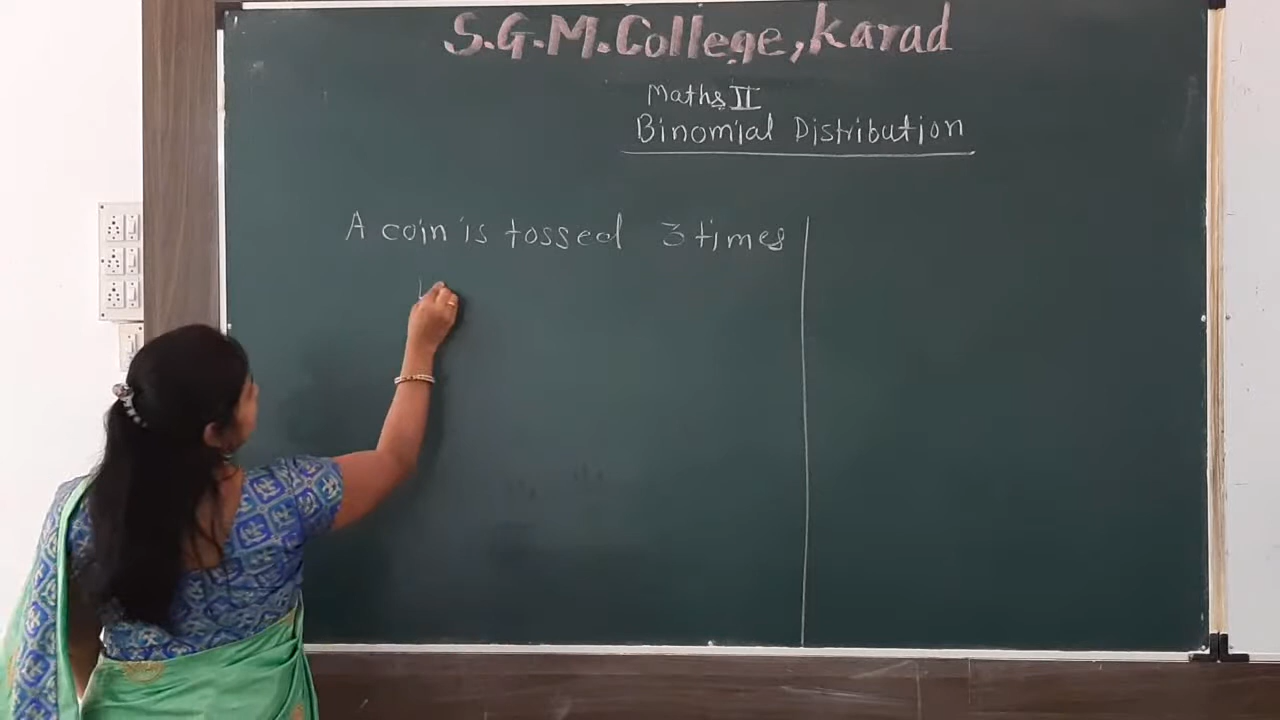 S.G.M.College, Karad
Maths II
Binomial Distribution
A coin is tossed 3 times